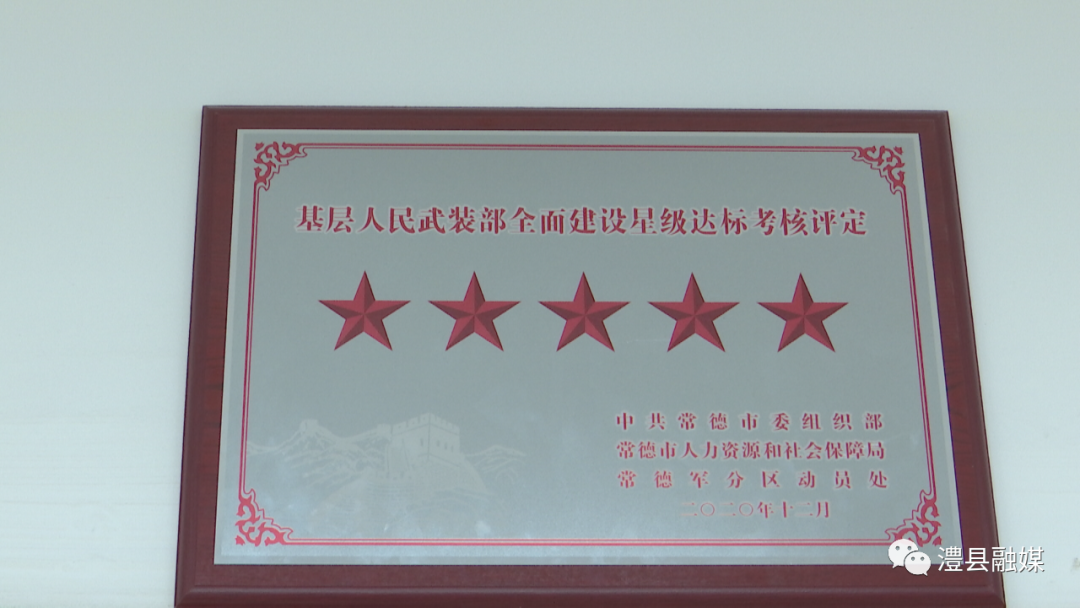 基层人民武装部全面建设星级达标考核评定
中共常德市委组织部
常德市人力资源和社会保障局
常德军分区动员处
二〇二〇年十二月
澧县融媒